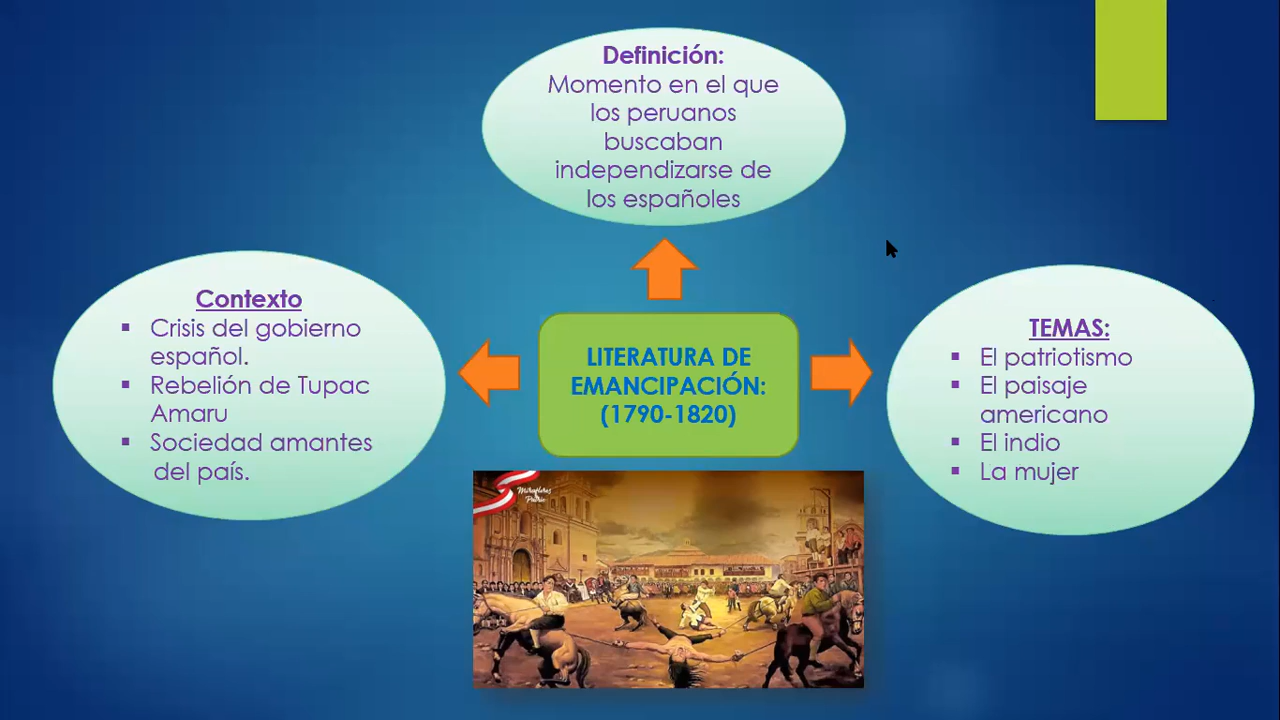 Definición:
Momento en el que
los peruanos
buscaban
independizarse de
los españoles
Contexto
▪ Crisis del gobierno
español.
▪ Rebelión de Tupac
Amaru
▪ Sociedad amantes
del país.
LITERATURA DE
EMANCIPACIÓN:
(1790-1820)
TEMAS:
▪ El patriotismo
▪ El paisaje
americano
▪ El indio
▪ La mujer
Miraflores
Patria